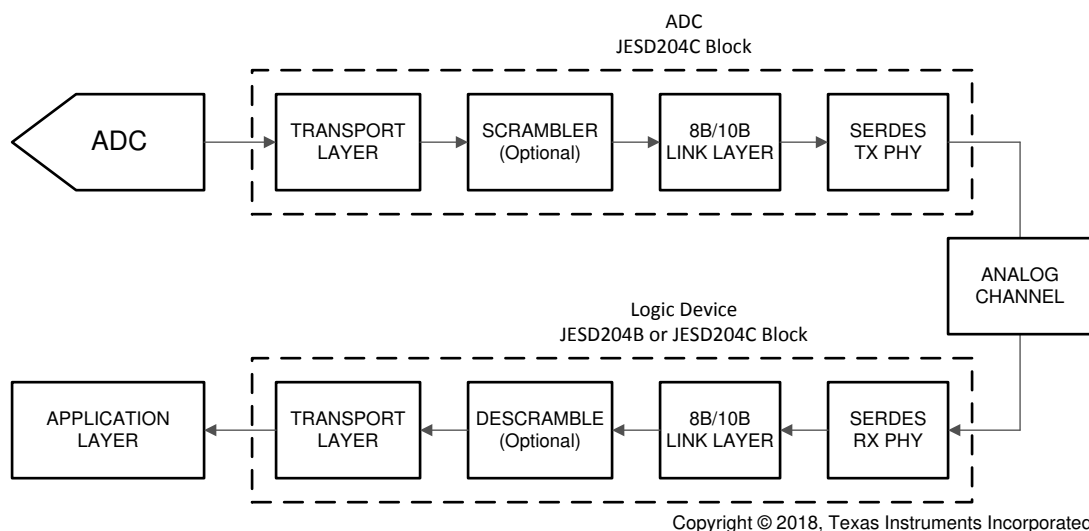 ADC
JESD204C Block
ADC
TRANSPORT
LAYER
SCRAMBLER
(Optional)
8B/10B
LINK LAYER
SERDES
TX PHY
ANALOG
CHANNEL
Logic Device
JESD204B or JESD204C Block
APPLICATION
LAYER
TRANSPORT
LAYER
DESCRAMBLE
(Optional)
8B/10B
LINK LAYER
SERDES
RX PHY
Copyright © 2018, Texas Instruments Incorporated